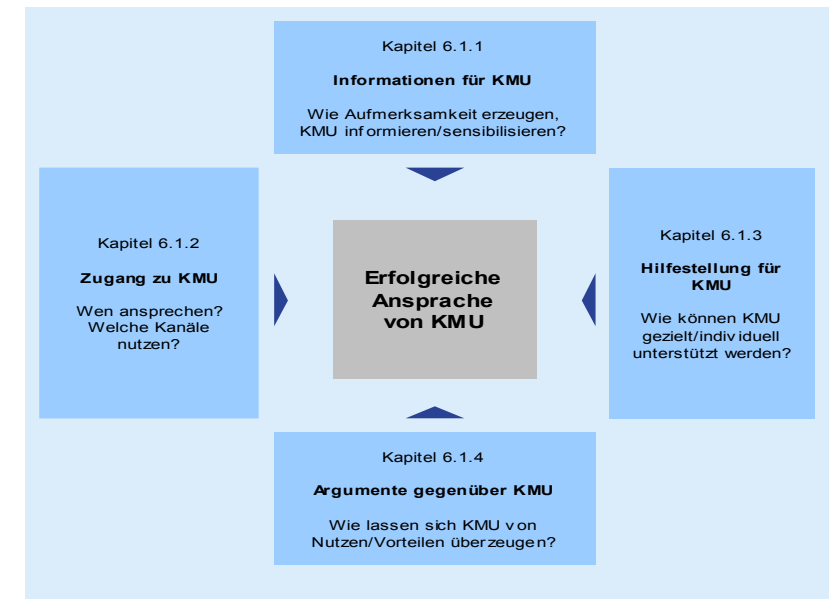 Kapitel 6.1.1
Informationen für KMU
Wie Aufmerksamkeit erzeugen,
KMU informieren/sensibilisieren?
Kapitel 6.1.2
Zugang zu KMU
Wen ansprechen?
Welche Kanäle
nutzen?
Erfolgreiche
Ansprache
von KMU
Kapitel 6.1.3
Hilfestellung für
KMU
Wie können KMU
gezielt/individuell
unterstützt werden?
Kapitel 6.1.4
Argumente gegenüber KMU
Wie lassen sich KMU von
Nutzen/Vorteilen überzeugen?